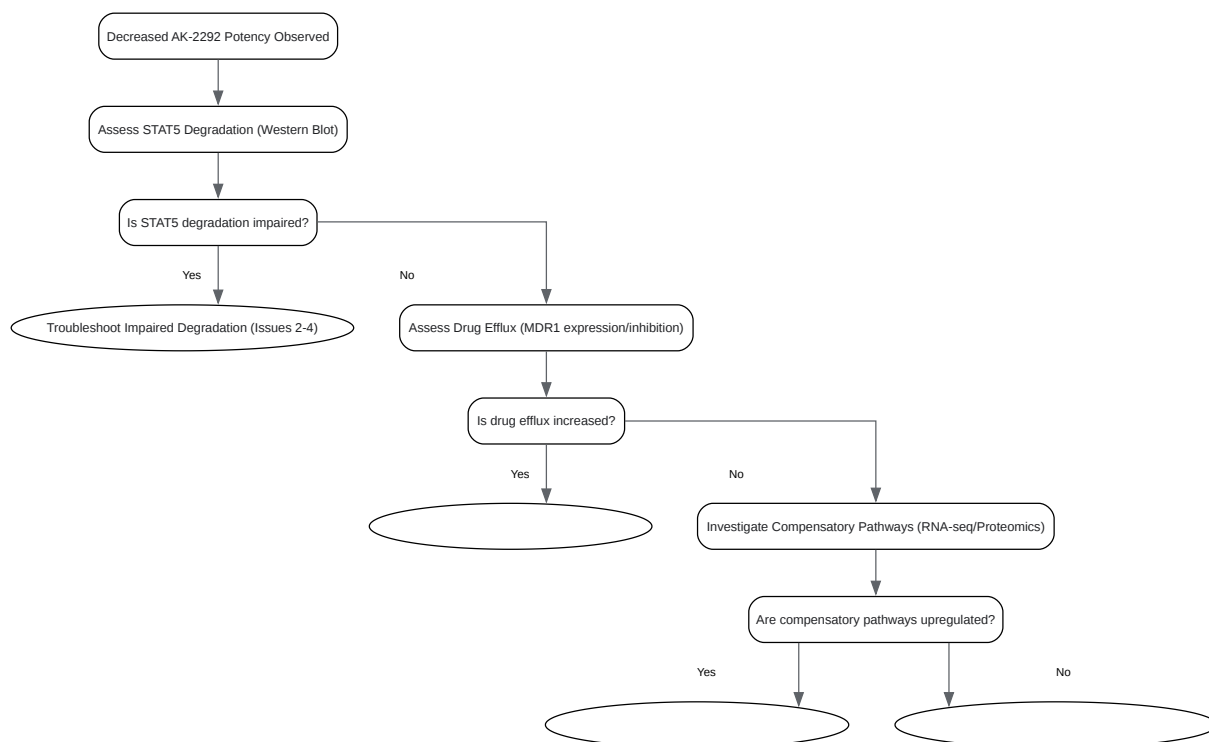 Decreased AK-2292 Potency Observed
Assess STAT5 Degradation (Western Blot)
Is STAT5 degradation impaired?
Yes
No
Troubleshoot Impaired Degradation (Issues 2-4)
Assess Drug Efflux (MDR1 expression/inhibition)
Is drug efflux increased?
Yes
No
Investigate Compensatory Pathways (RNA-seq/Proteomics)
Are compensatory pathways upregulated?
Yes
No